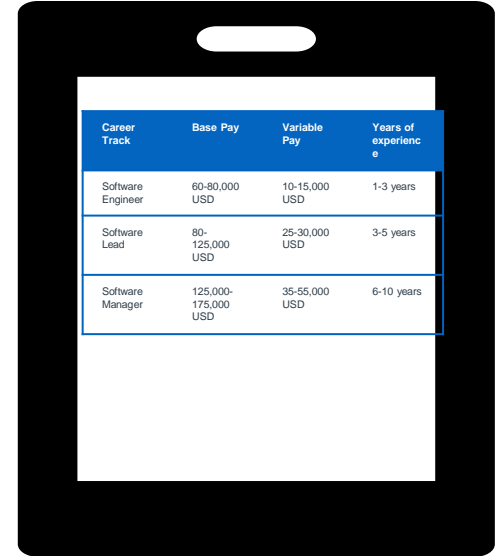 Career Base Pay Variable Years of
Track Pay experienc
e
Software 60-80,000 10-15,000 1-3 years
Engineer USD USD
Software 80- 25-30,000 3-5 years
Lead 125,000 USD
USD
Software 125,000- 35-55,000 6-10 years
Manager 175,000 USD
USD